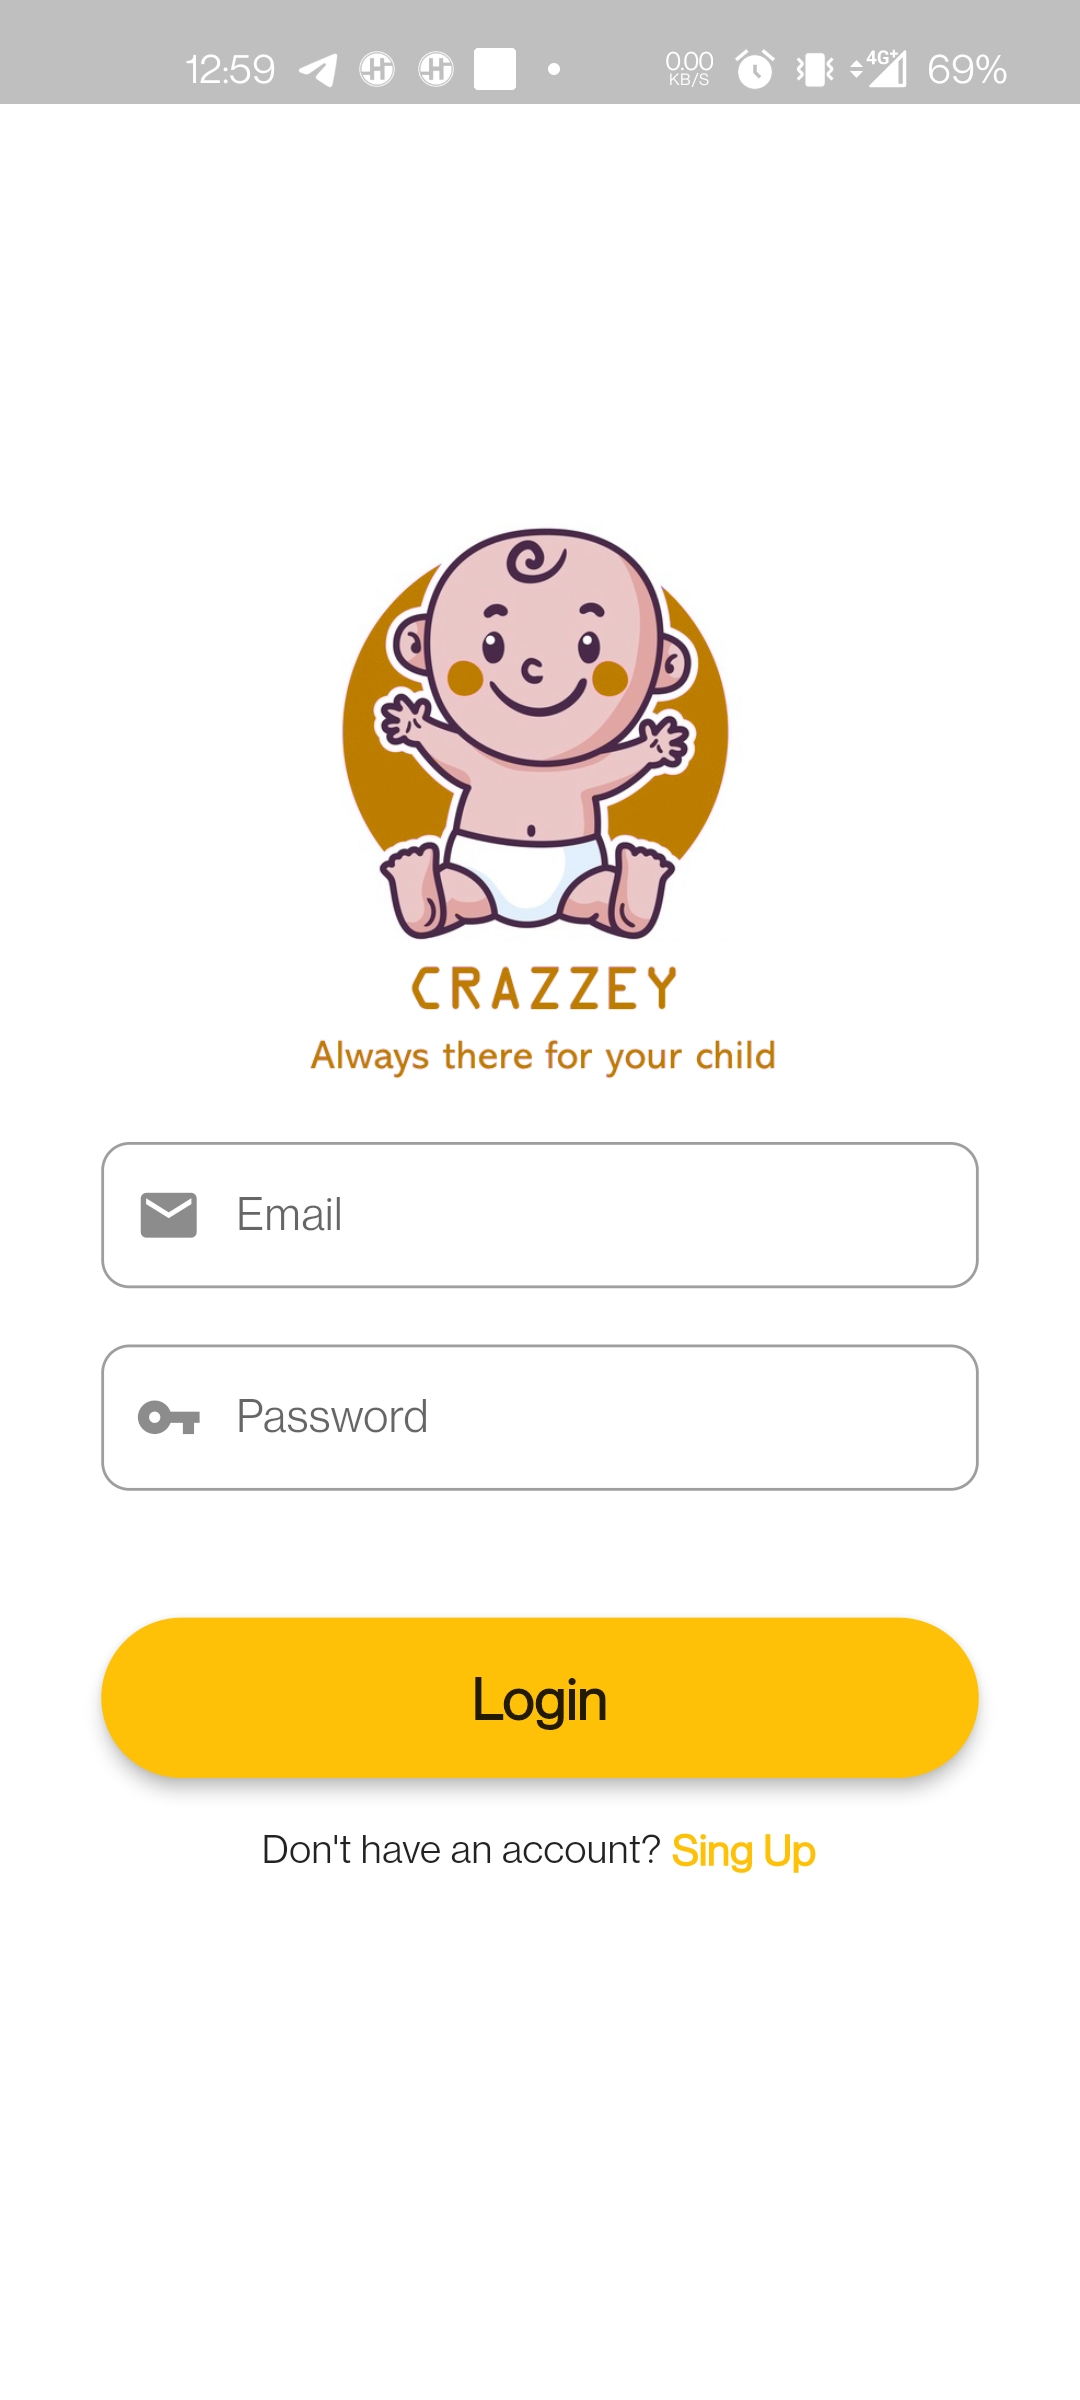 12:59 0.00 KB/S 4G+ 69%
CRAZZEY
Always there for your child
Email
Password
Login
Don't have an account? Sing Up